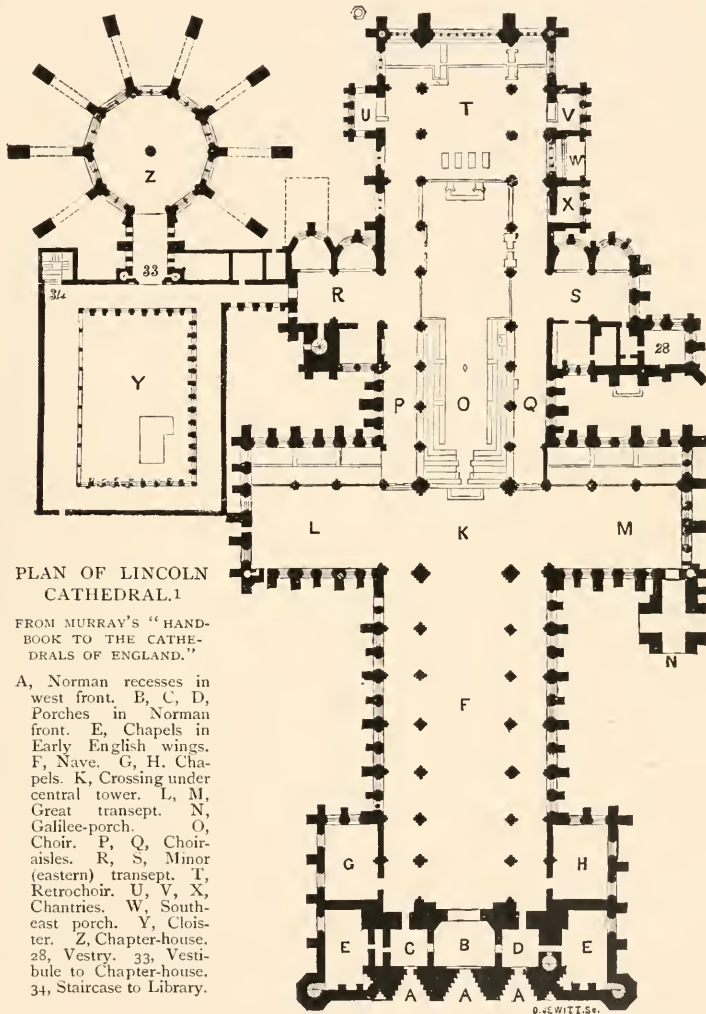 Z
U
T
V
W
X
33
34
R
S
28
Y
P
O
Q
L
K
M
N
F
G
H
E
C
B
D
E
A
A
A
O.JEWITT.Sc.
PLAN OF LINCOLN
CATHEDRAL.1
FROM MURRAY'S "HAND-
BOOK TO THE CATHE-
DRALS OF ENGLAND."
A, Norman recesses in
west front. B, C, D,
Porches in Norman
front. E, Chapels in
Early English wings.
F, Nave. G, H. Cha-
pels. K, Crossing under
central tower. L, M,
Great transept. N,
Galilee-porch. O,
Choir. P, Q, Choir-
aisles. R, S, Minor
(eastern) transept. T,
Retrochoir. U, V, X,
Chantries. W, South-
east porch. Y, Clois-
ter. Z, Chapter-house.
28, Vestry. 33, Vesti-
bule to Chapter-house.
34, Staircase to Library.